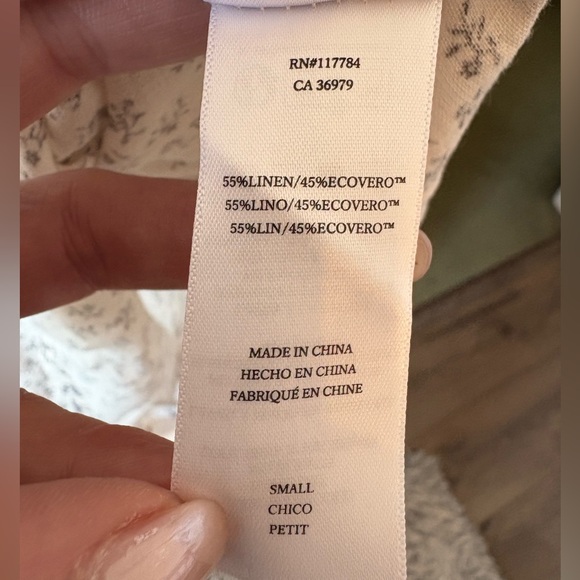 RN#117784
CA 36979
55%LINEN/45%ECOVERO™
55%LINO/45%ECOVERO™
55%LIN/45%ECOVERO™
MADE IN CHINA
HECHO EN CHINA
FABRIQUÉ EN CHINE
SMALL
CHICO
PETIT